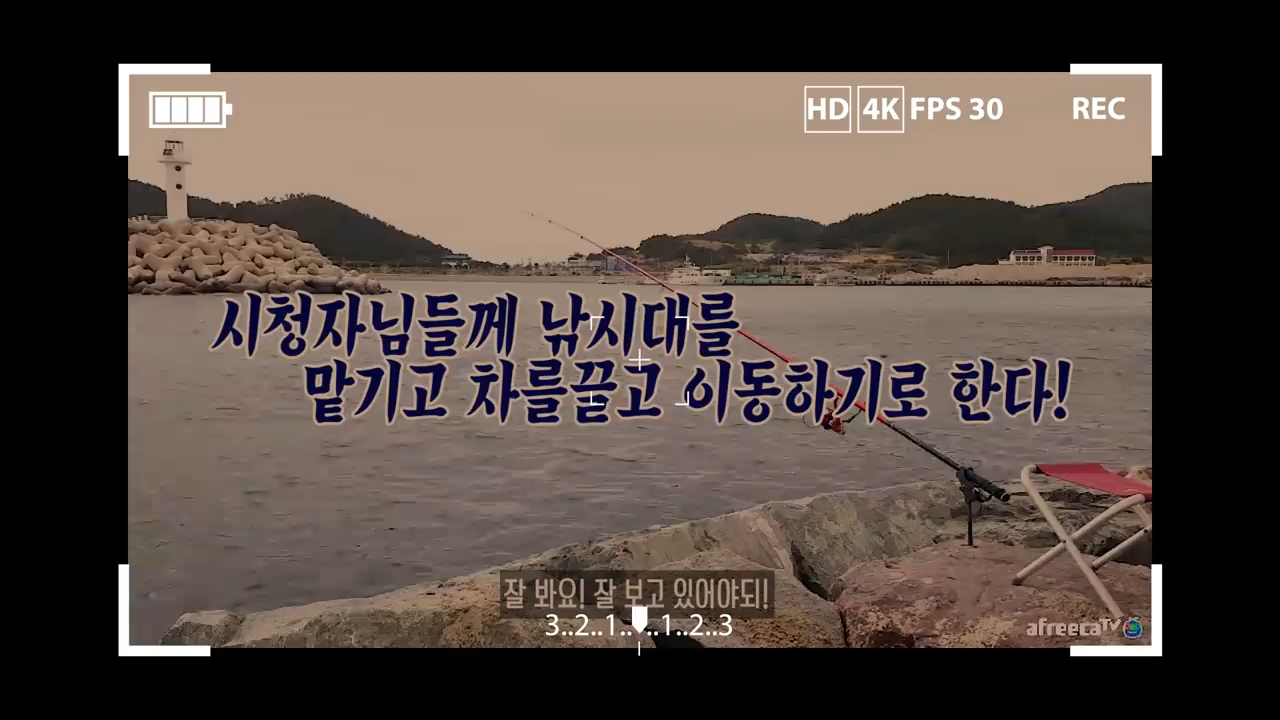 HD 4K FPS 30 REC
시청자님들께 낚시대를
맡기고 차를끌고 이동하기로 한다!
잘 봐요! 잘 보고 있어야되!
3..2..1.. ..1..2..3
afreecaTV